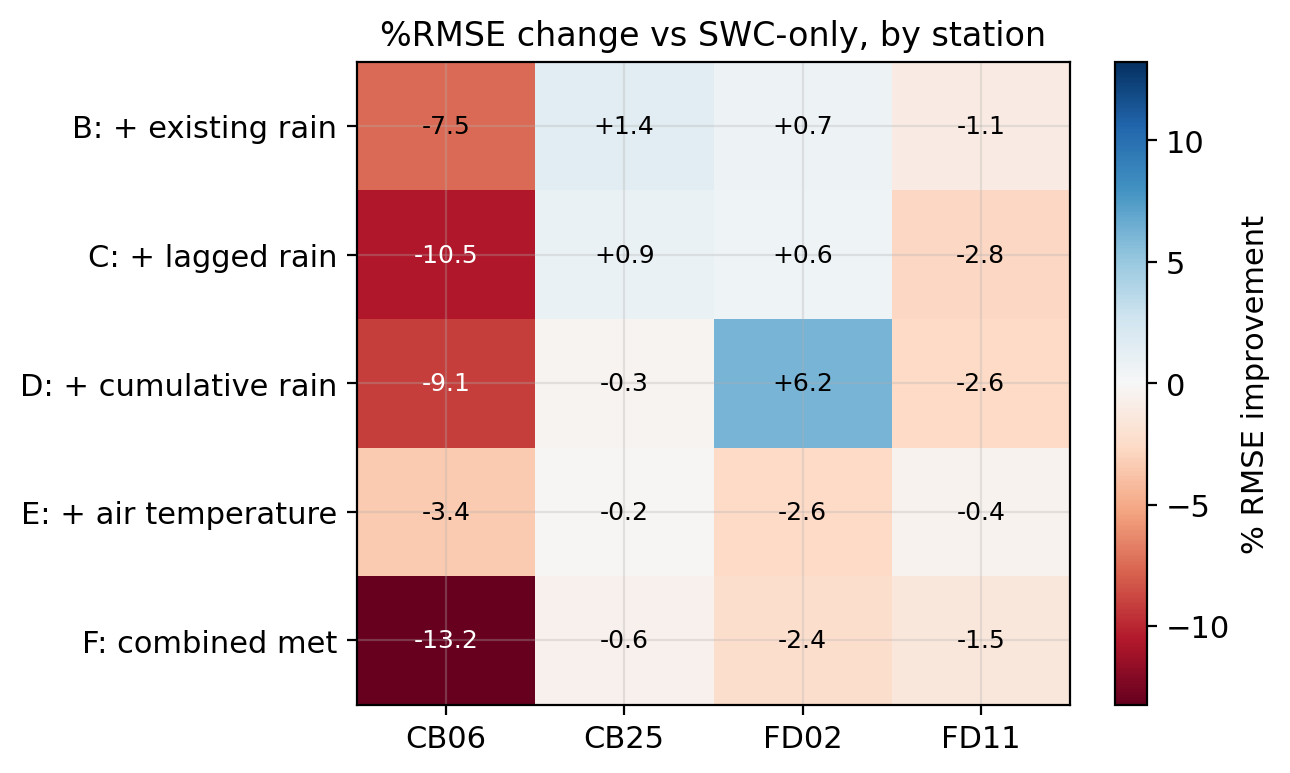 %RMSE change vs SWC-only, by station
B: + existing rain -7.5 +1.4 +0.7 -1.1
C: + lagged rain -10.5 +0.9 +0.6 -2.8
D: + cumulative rain -9.1 -0.3 +6.2 -2.6
E: + air temperature -3.4 -0.2 -2.6 -0.4
F: combined met -13.2 -0.6 -2.4 -1.5
CB06 CB25 FD02 FD11
10
5
0
−5
−10
% RMSE improvement